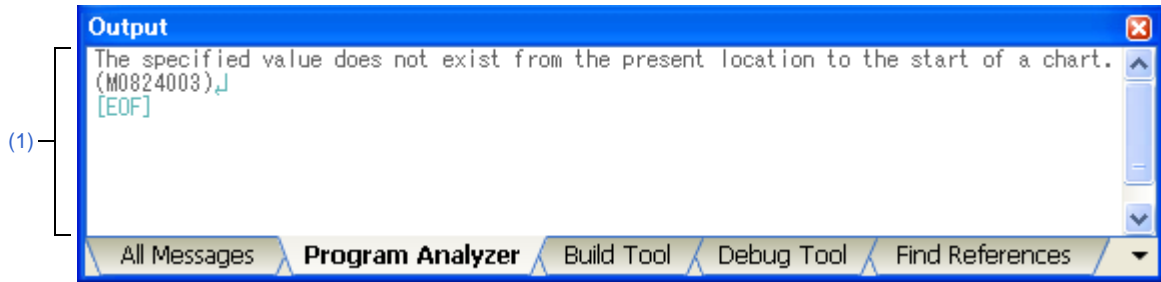 Output
The specified value does not exist from the present location to the start of a chart.
(M0824003)↲
[EOF]
(1)
All Messages Program Analyzer Build Tool Debug Tool Find References